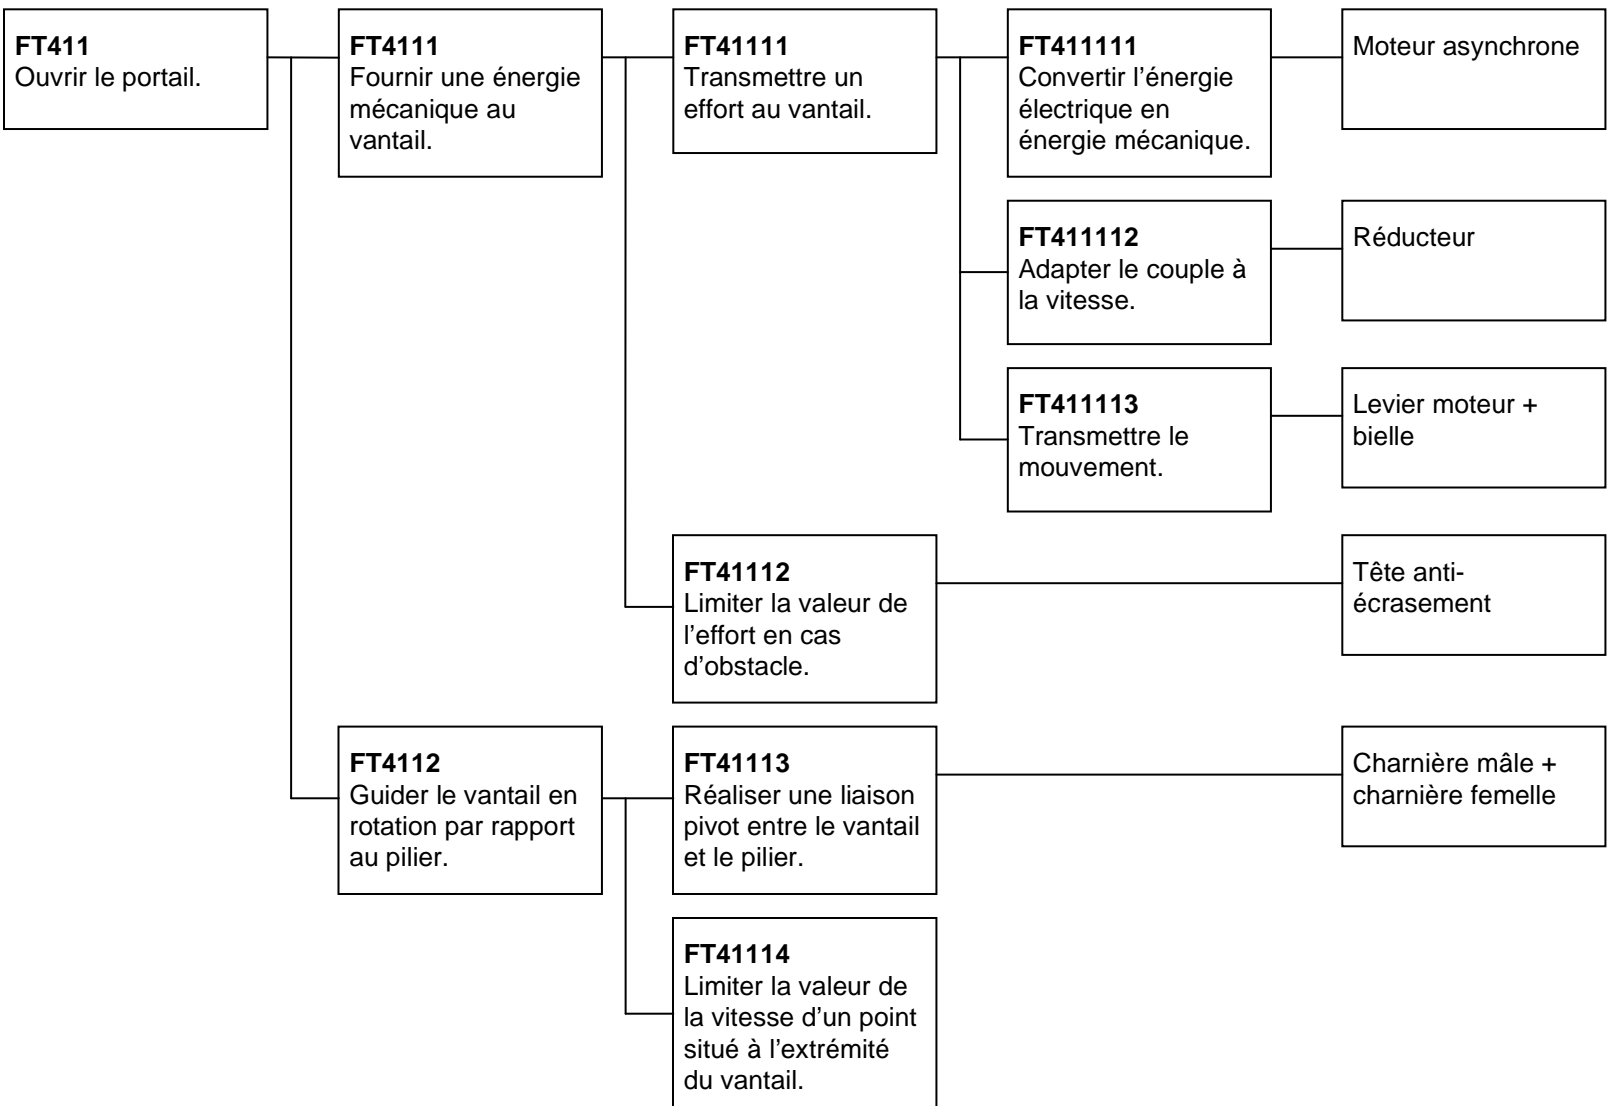 FT411
Ouvrir le portail.
FT4111
Fournir une énergie
mécanique au
vantail.
FT41111
Transmettre un
effort au vantail.
FT411111
Convertir l’énergie
électrique en
énergie mécanique.
Moteur asynchrone
FT411112
Adapter le couple à
la vitesse.
Réducteur
FT411113
Transmettre le
mouvement.
Levier moteur +
bielle
FT41112
Limiter la valeur de
l’effort en cas
d’obstacle.
Tête anti-
écrasement
FT4112
Guider le vantail en
rotation par rapport
au pilier.
FT41113
Réaliser une liaison
pivot entre le vantail
et le pilier.
Charnière mâle +
charnière femelle
FT41114
Limiter la valeur de
la vitesse d’un point
situé à l’extrémité
du vantail.